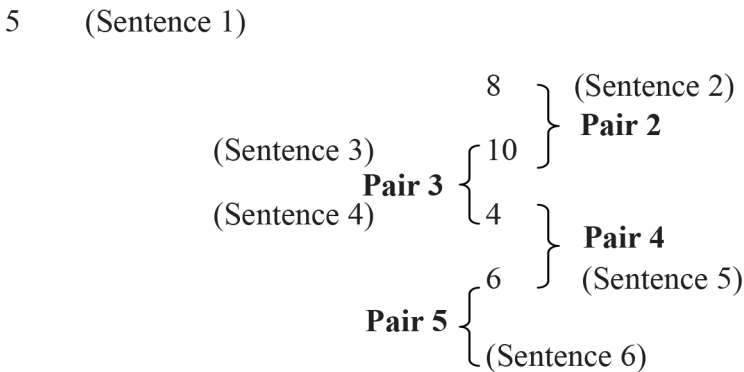 5 (Sentence 1)
8 (Sentence 2)
Pair 2
(Sentence 3) 10
Pair 3
(Sentence 4) 4
Pair 4
6 (Sentence 5)
Pair 5
(Sentence 6)